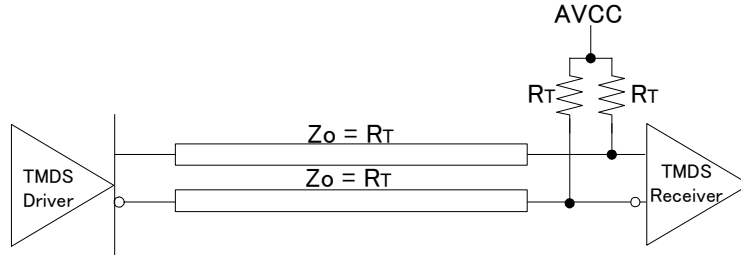 AVCC
RT
RT
Zo = RT
TMDS
Driver
Zo = RT
TMDS
Receiver